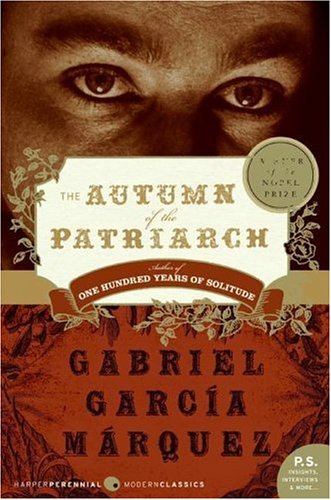 THE AUTUMN
of the
PATRIARCH
WINNER
of the
NOBEL
PRIZE
Author of
ONE HUNDRED YEARS OF SOLITUDE
GABRIEL
GARCÍA
MÁRQUEZ
HARPERPERENNIAL MODERNCLASSICS
P.S.
INSIGHTS,
INTERVIEWS
& MORE...